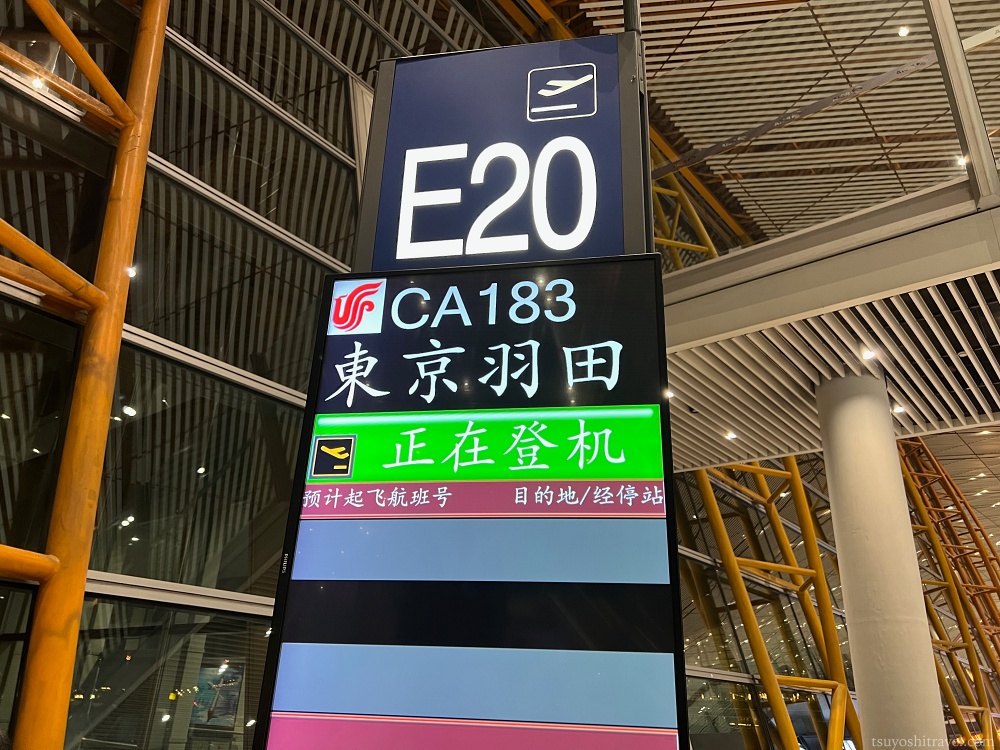 E20
CA183
東京羽田
正在登机
预计起飞航班号 目的地/经停站
PHILIPS
tsuyoshitravel.com